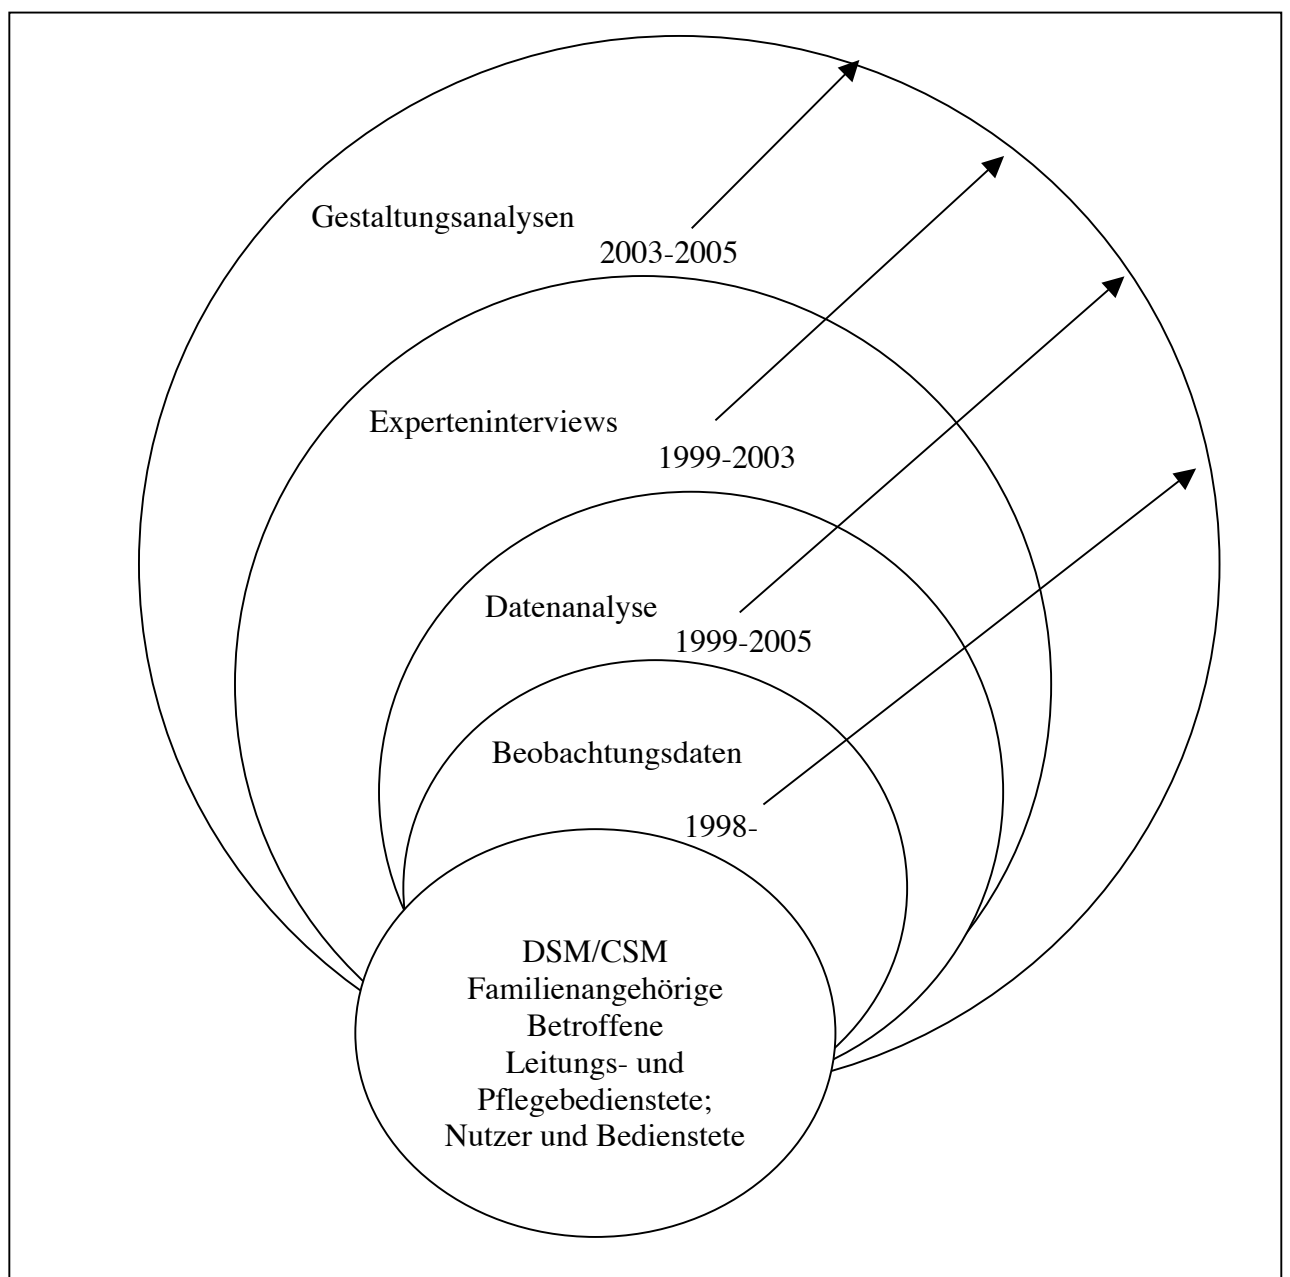 Gestaltungsanalysen
2003-2005
Experteninterviews
1999-2003
Datenanalyse
1999-2005
Beobachtungsdaten
1998-
DSM/CSM
Familienangehörige
Betroffene
Leitungs- und
Pflegebedienstete;
Nutzer und Bedienstete